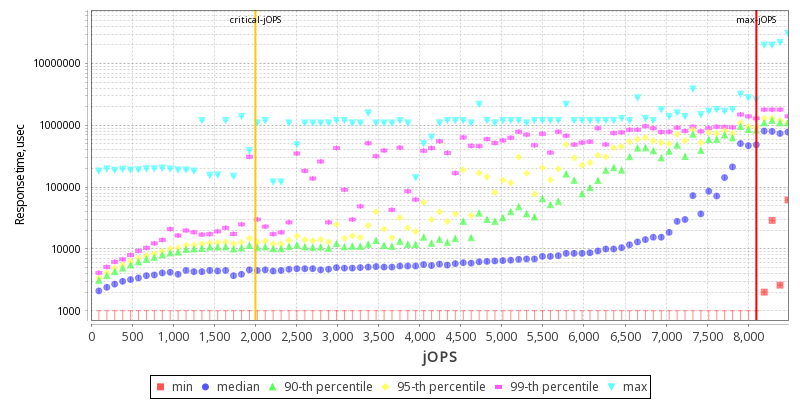 critical-jOPS max-jOPS
Response time, usec
10000000
1000000
100000
10000
1000
0 500 1,000 1,500 2,000 2,500 3,000 3,500 4,000 4,500 5,000 5,500 6,000 6,500 7,000 7,500 8,000
jOPS
min median 90-th percentile 95-th percentile 99-th percentile max